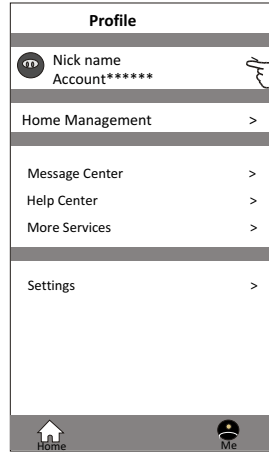 Profile
Nick name
Account******
Home Management >
Message Center >
Help Center >
More Services >
Settings >
Home Me